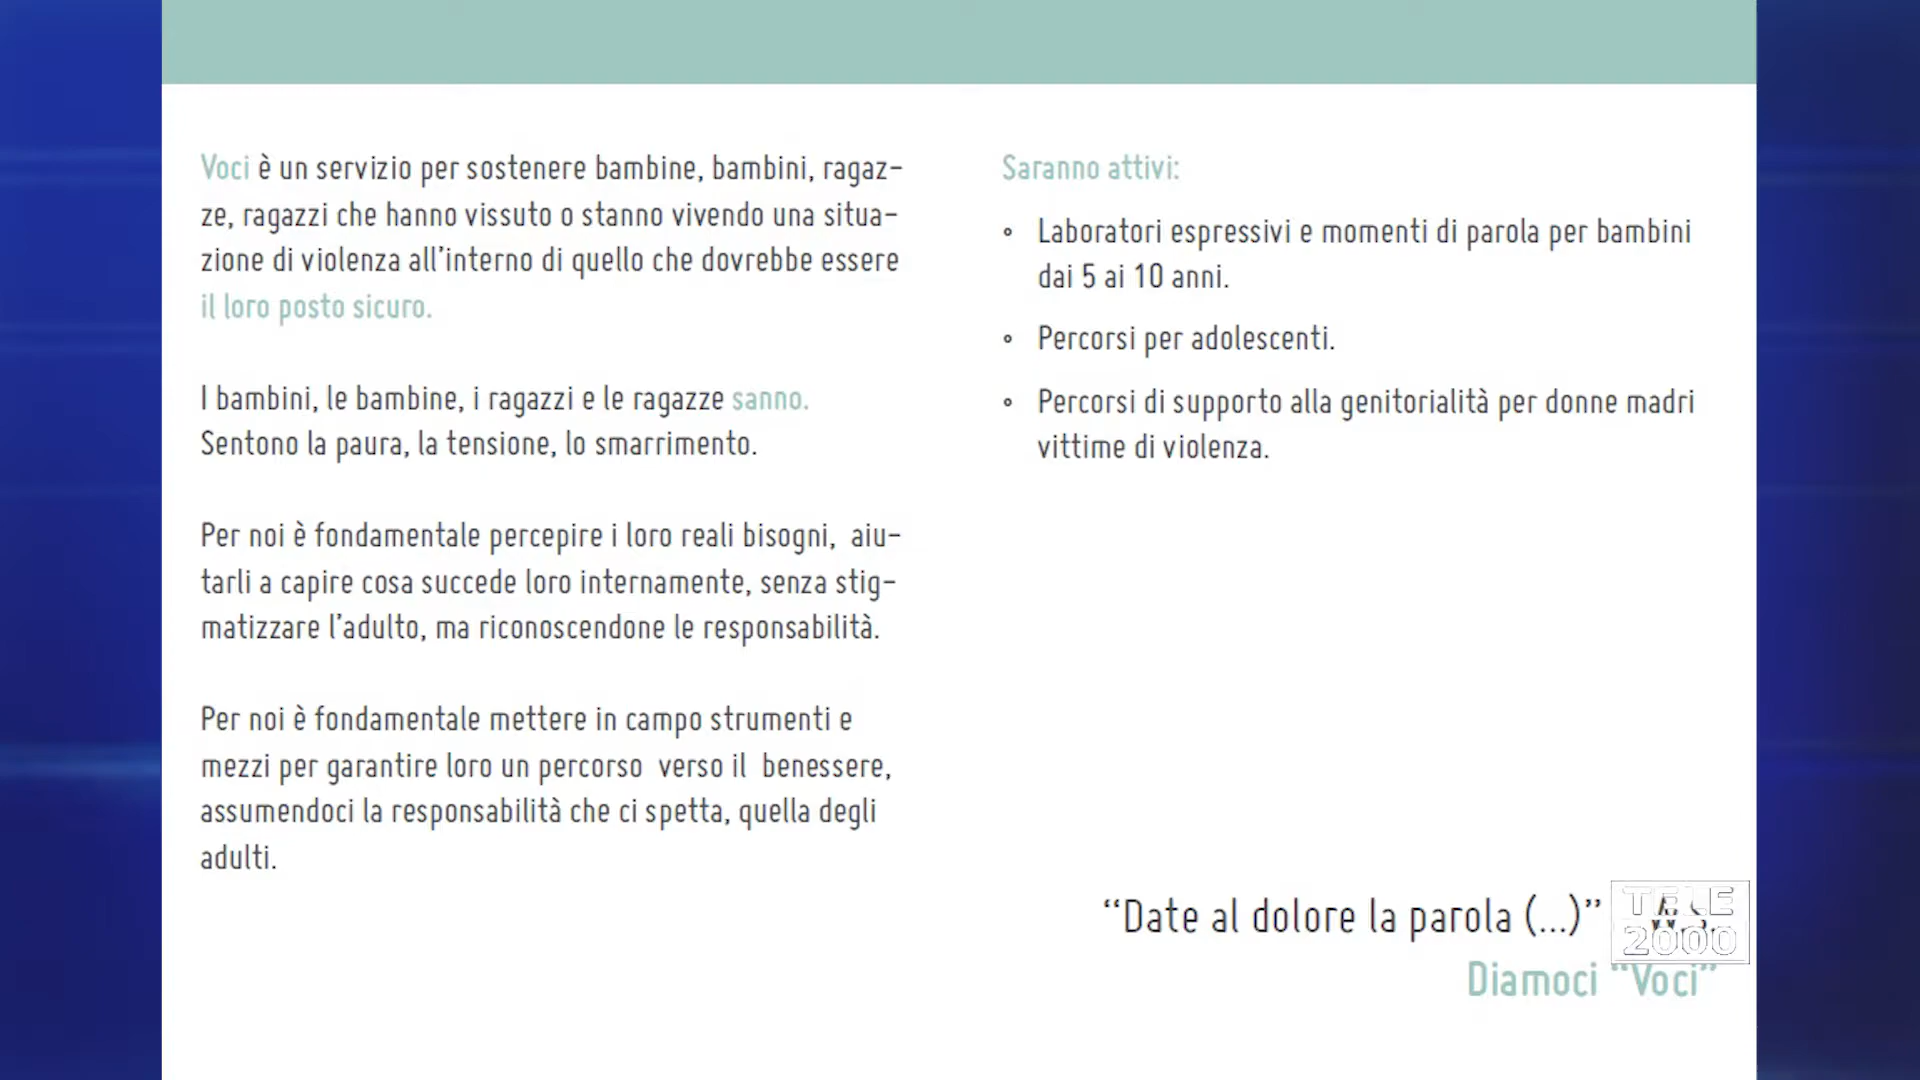 Voci è un servizio per sostenere bambine, bambini, ragaz-
ze, ragazzi che hanno vissuto o stanno vivendo una situa-
zione di violenza all'interno di quello che dovrebbe essere
il loro posto sicuro.
I bambini, le bambine, i ragazzi e le ragazze sanno.
Sentono la paura, la tensione, lo smarrimento.
Per noi è fondamentale percepire i loro reali bisogni, aiu-
tarli a capire cosa succede loro internamente, senza stig-
matizzare l'adulto, ma riconoscendone le responsabilità.
Per noi è fondamentale mettere in campo strumenti e
mezzi per garantire loro un percorso verso il benessere,
assumendoci la responsabilità che ci spetta, quella degli
adulti.
Saranno attivi:
° Laboratori espressivi e momenti di parola per bambini
dai 5 ai 10 anni.
° Percorsi per adolescenti.
° Percorsi di supporto alla genitorialità per donne madri
vittime di violenza.
“Date al dolore la parola (...)”
TELE
2000
Diamoci “Voci”